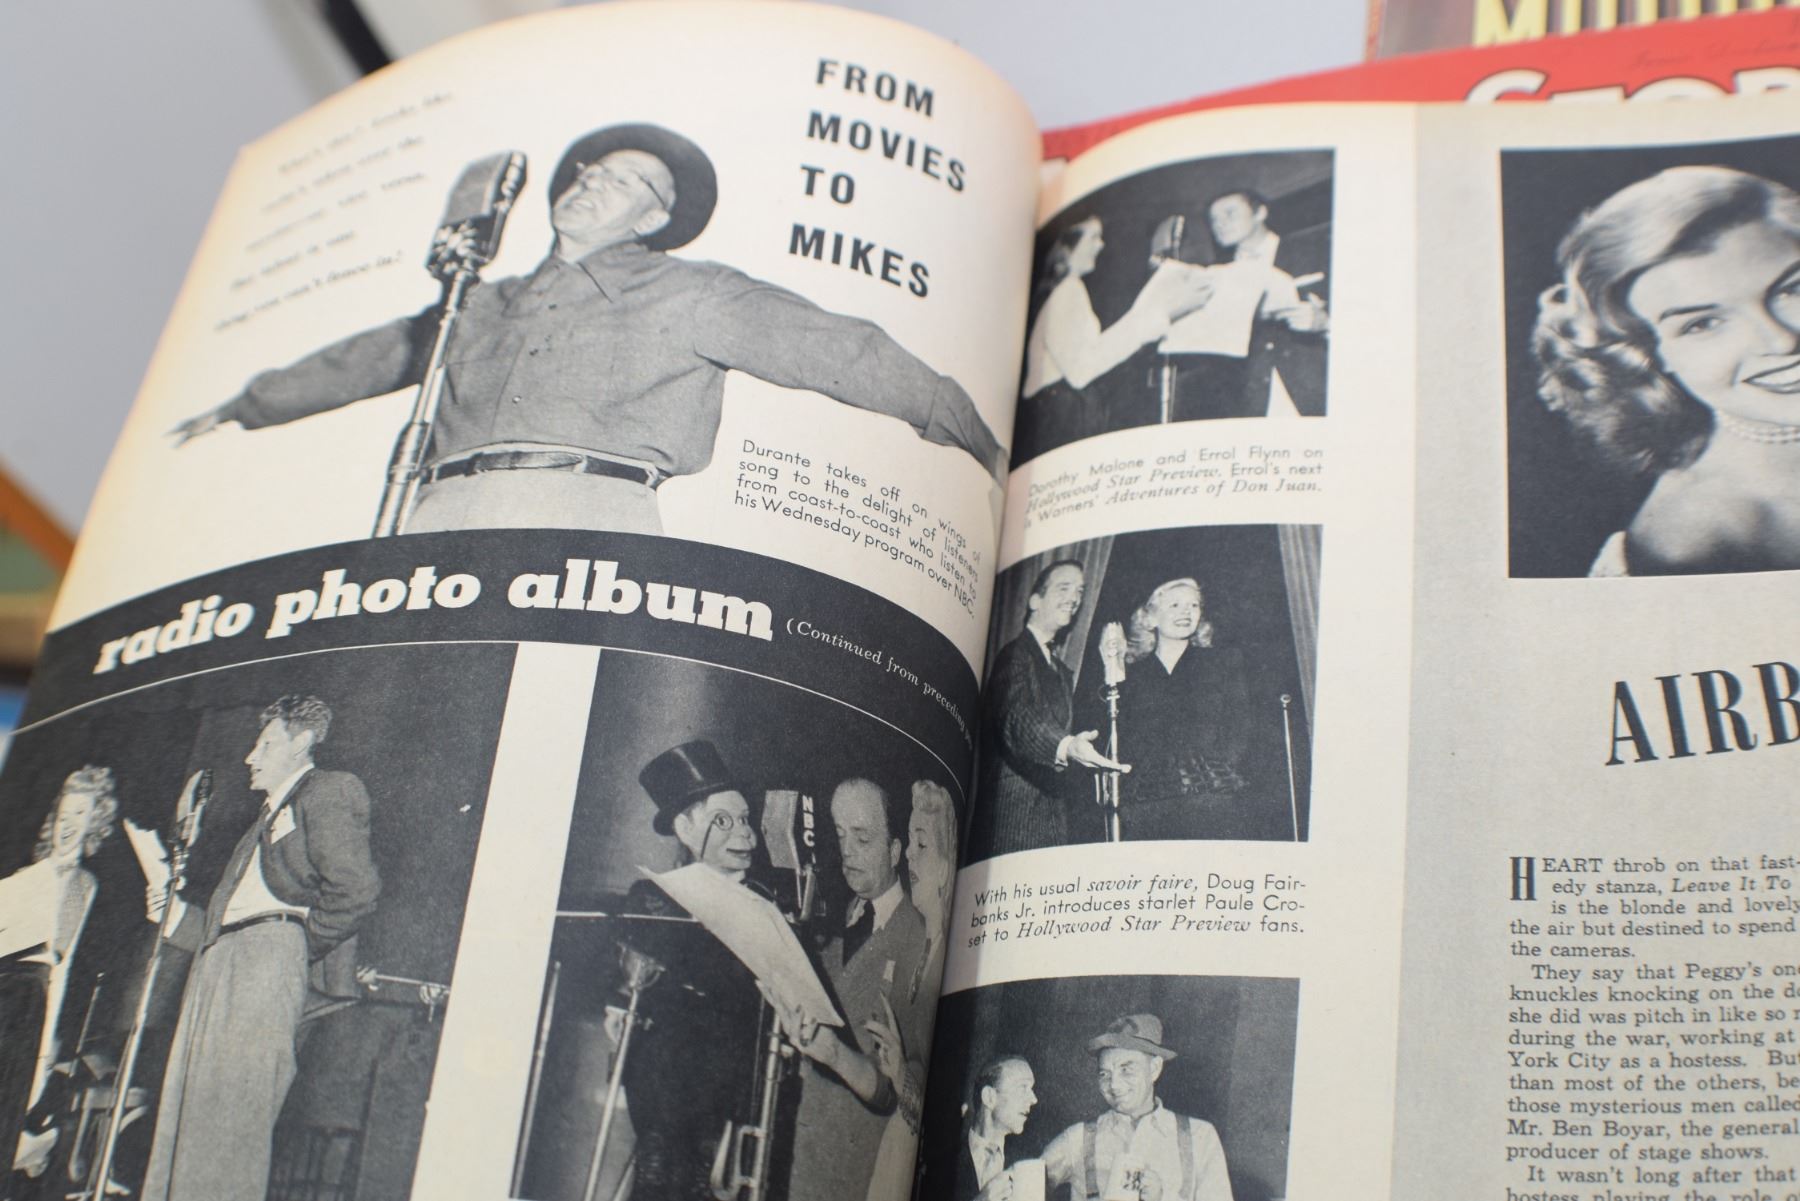 FROM
MOVIES
TO
MIKES
Durante takes off on wings of
song to the delight of listeners
from coast-to-coast who listen to
his Wednesday program over NBC.
radio photo album (Continued from preceding
NBC
Dorothy Malone and Errol Flynn on
Hollywood Star Preview. Errol's next
is Warners' Adventures of Don Juan.
With his usual savoir faire, Doug Fair-
banks Jr. introduces starlet Paule Cro-
set to Hollywood Star Preview fans.
AIRB
HEART throb on that fast-
edy stanza, Leave It To
is the blonde and lovely
the air but destined to spend
the cameras.
They say that Peggy's one
knuckles knocking on the do
she did was pitch in like so m
during the war, working at
York City as a hostess. But
than most of the others, be
those mysterious men called
Mr. Ben Boyar, the general
producer of stage shows.
It wasn't long after that
hostess playing the role o